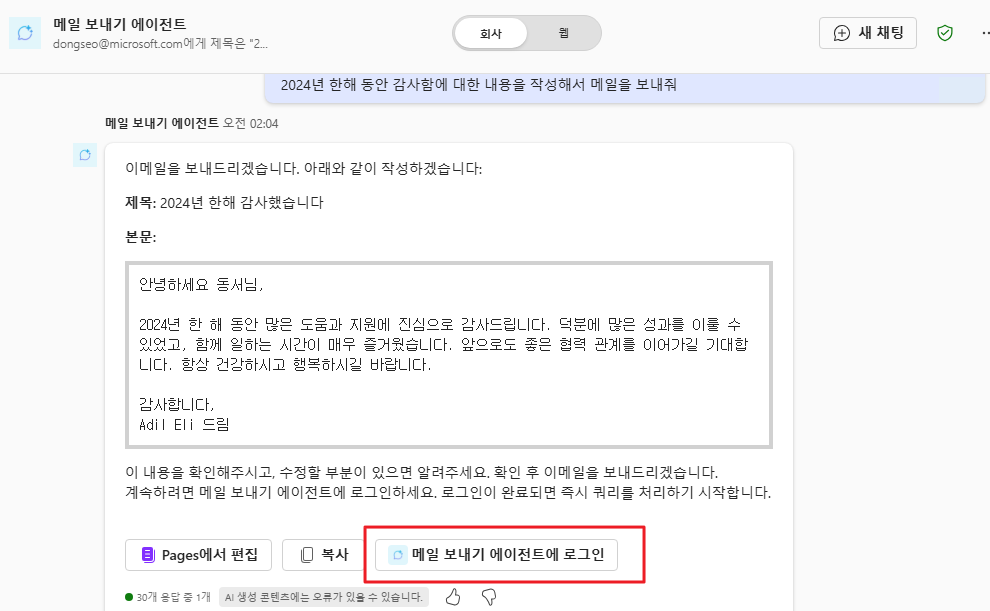 메일 보내기 에이전트
dongseo@microsoft.com에게 제목은 "2...
회사
웹
새 채팅
2024년 한해 동안 감사함에 대한 내용을 작성해서 메일을 보내줘
메일 보내기 에이전트 오전 02:04
이메일을 보내드리겠습니다. 아래와 같이 작성하겠습니다:
제목: 2024년 한해 감사했습니다
본문:
안녕하세요 동서님,
2024년 한 해 동안 많은 도움과 지원에 진심으로 감사드립니다. 덕분에 많은 성과를 이룰 수
있었고, 함께 일하는 시간이 매우 즐거웠습니다. 앞으로도 좋은 협력 관계를 이어가길 기대합
니다. 항상 건강하시고 행복하시길 바랍니다.
감사합니다,
Adil Eli 드림
이 내용을 확인해주시고, 수정할 부분이 있으면 알려주세요. 확인 후 이메일을 보내드리겠습니다.
계속하려면 메일 보내기 에이전트에 로그인하세요. 로그인이 완료되면 즉시 쿼리를 처리하기 시작합니다.
Pages에서 편집
복사
메일 보내기 에이전트에 로그인
30개 응답 중 1개
AI 생성 콘텐츠에는 오류가 있을 수 있습니다.